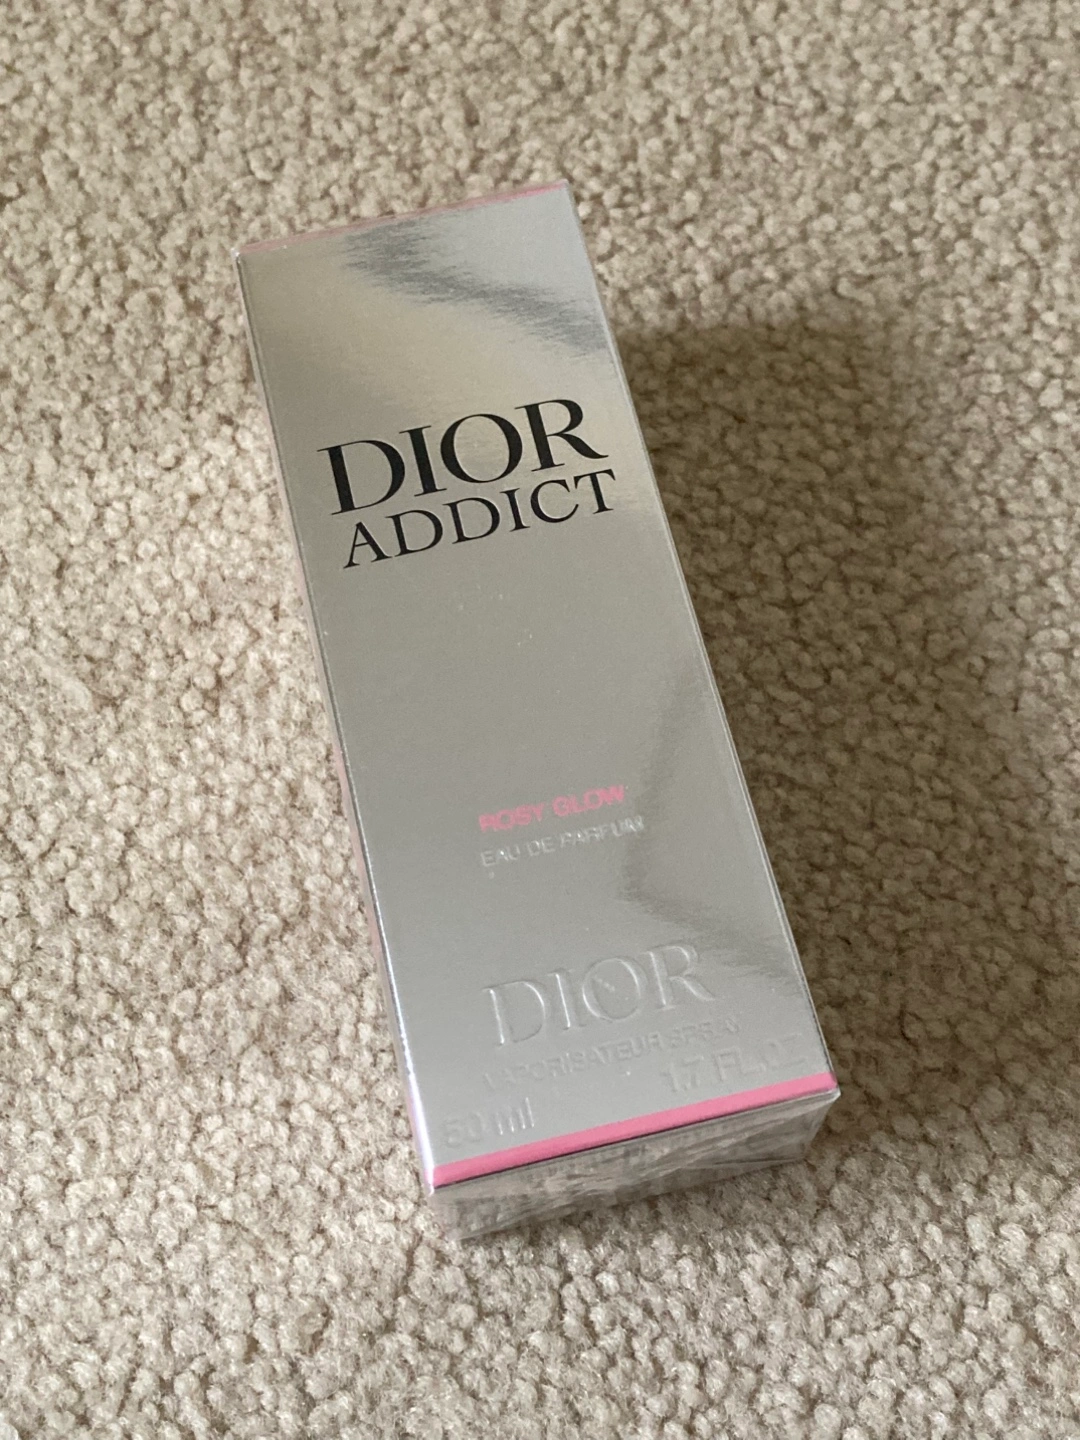 DIOR
ADDICT
ROSY GLOW
EAU DE PARFUM
DIOR
VAPORISATEUR SPRAY
50 ml 1.7 FL.OZ